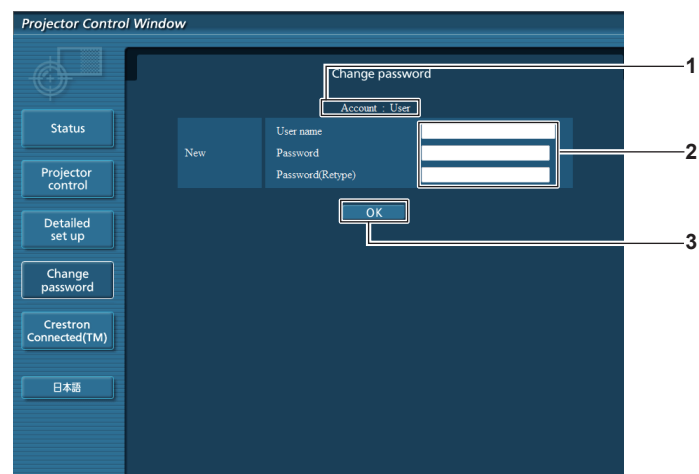 Projector Control Window
Change password
Account : User
1
Status
New
User name
Password
Password(Retype)
2
Projector
control
OK
3
Detailed
set up
Change
password
Crestron
Connected(TM)
日本語